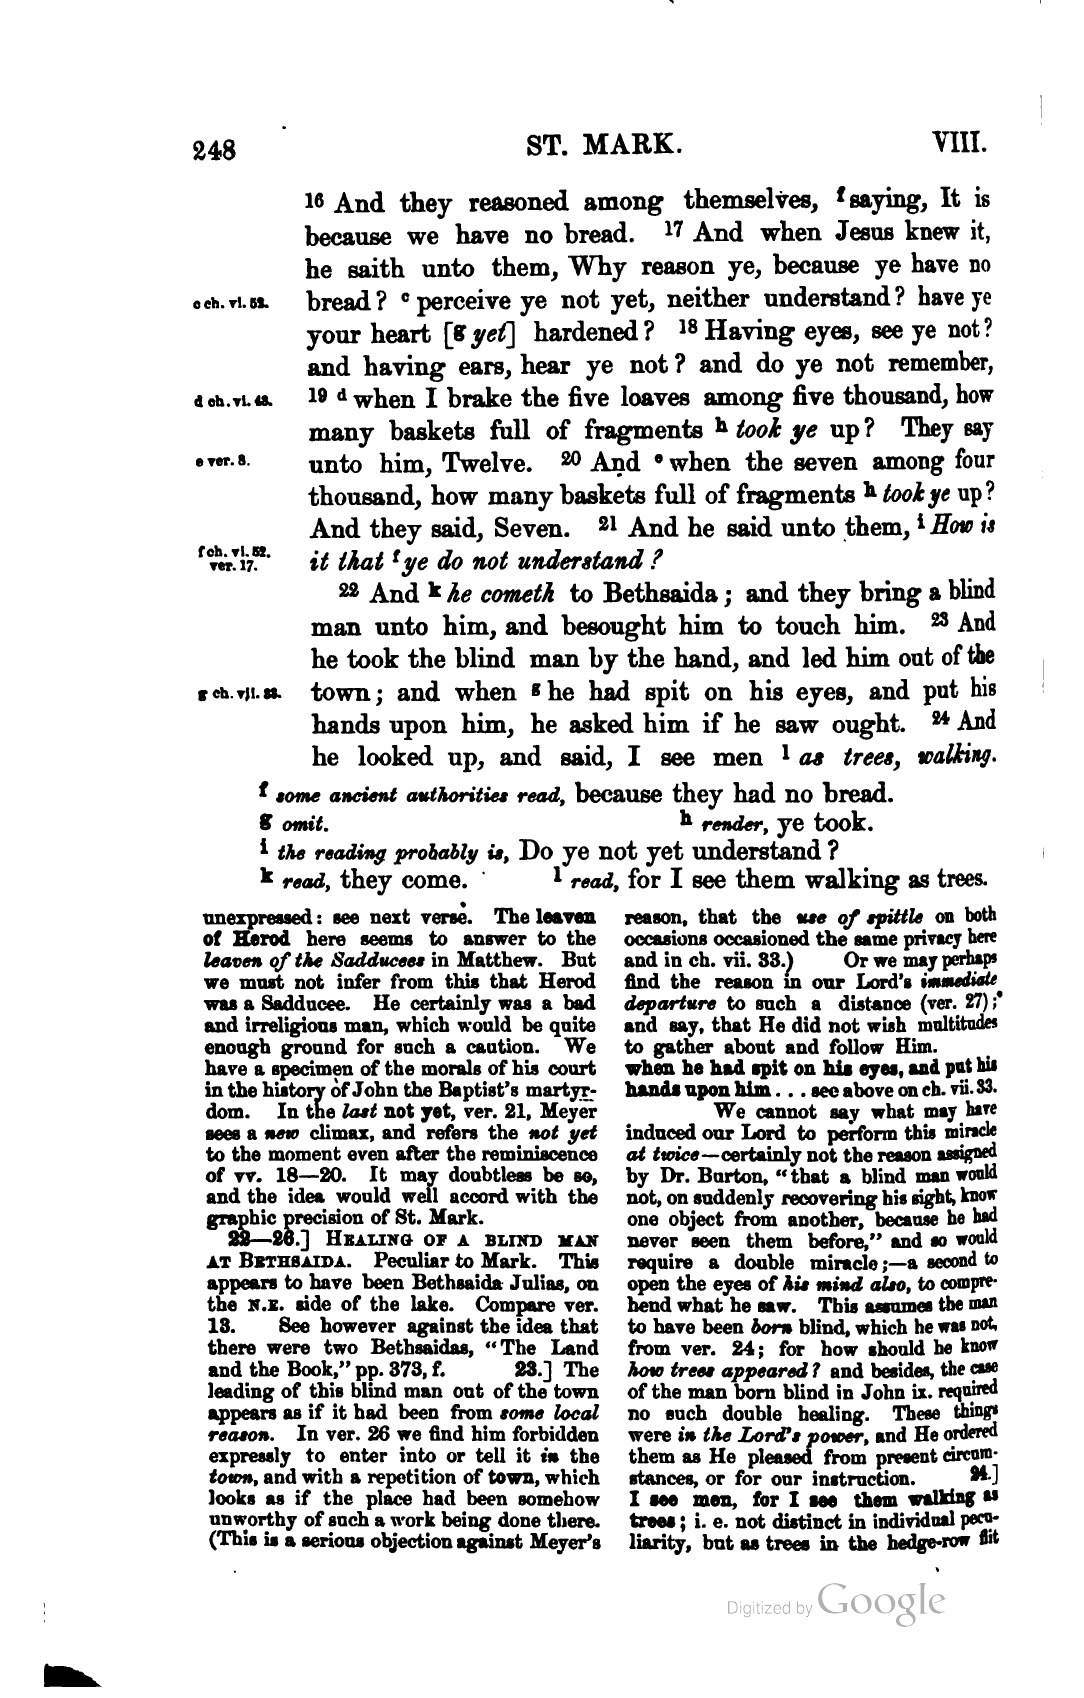 248 ST. MARK. VIII.
16 And they reasoned among themselves, f saying, It is
because we have no bread. 17 And when Jesus knew it,
he saith unto them, Why reason ye, because ye have no
c ch. vi. 52. bread? c perceive ye not yet, neither understand? have ye
your heart [g yet] hardened? 18 Having eyes, see ye not?
and having ears, hear ye not? and do ye not remember,
d ch. vi. 43. 19 d when I brake the five loaves among five thousand, how
many baskets full of fragments h took ye up? They say
e ver. 8. unto him, Twelve. 20 And e when the seven among four
thousand, how many baskets full of fragments h took ye up?
And they said, Seven. 21 And he said unto them, i How is
f ch. vi. 52. ver. 17. it that f ye do not understand?
22 And k he cometh to Bethsaida; and they bring a blind
man unto him, and besought him to touch him. 23 And
he took the blind man by the hand, and led him out of the
g ch. vii. 33. town; and when g he had spit on his eyes, and put his
hands upon him, he asked him if he saw ought. 24 And
he looked up, and said, I see men l as trees, walking.
f some ancient authorities read, because they had no bread.
g omit. h render, ye took.
i the reading probably is, Do ye not yet understand?
k read, they come. l read, for I see them walking as trees.
unexpressed: see next verse. The leaven
of Herod here seems to answer to the
leaven of the Sadducees in Matthew. But
we must not infer from this that Herod
was a Sadducee. He certainly was a bad
and irreligious man, which would be quite
enough ground for such a caution. We
have a specimen of the morals of his court
in the history of John the Baptist's martyr-
dom. In the last not yet, ver. 21, Meyer
sees a new climax, and refers the not yet
to the moment even after the reminiscence
of vv. 18—20. It may doubtless be so,
and the idea would well accord with the
graphic precision of St. Mark.
22—26.] HEALING OF A BLIND MAN
AT BETHSAIDA. Peculiar to Mark. This
appears to have been Bethsaida Julias, on
the N.E. side of the lake. Compare ver.
13. See however against the idea that
there were two Bethsaidas, "The Land
and the Book," pp. 373, f. 23.] The
leading of this blind man out of the town
appears as if it had been from some local
reason. In ver. 26 we find him forbidden
expressly to enter into or tell it in the
town, and with a repetition of town, which
looks as if the place had been somehow
unworthy of such a work being done there.
(This is a serious objection against Meyer's
reason, that the use of spittle on both
occasions occasioned the same privacy here
and in ch. vii. 33.) Or we may perhaps
find the reason in our Lord's immediate
departure to such a distance (ver. 27);
and say, that He did not wish multitudes
to gather about and follow Him.
when he had spit on his eyes, and put his
hands upon him . . . see above on ch. vii. 33.
We cannot say what may have
induced our Lord to perform this miracle
at twice—certainly not the reason assigned
by Dr. Burton, "that a blind man would
not, on suddenly recovering his sight, know
one object from another, because he had
never seen them before," and so would
require a double miracle;—a second to
open the eyes of his mind also, to compre-
hend what he saw. This assumes the man
to have been born blind, which he was not,
from ver. 24; for how should he know
how trees appeared? and besides, the case
of the man born blind in John ix. required
no such double healing. These things
were in the Lord's power, and He ordered
them as He pleased from present circum-
stances, or for our instruction. 24.]
I see men, for I see them walking as
trees; i. e. not distinct in individual pecu-
liarity, but as trees in the hedge-row flit
Digitized by Google